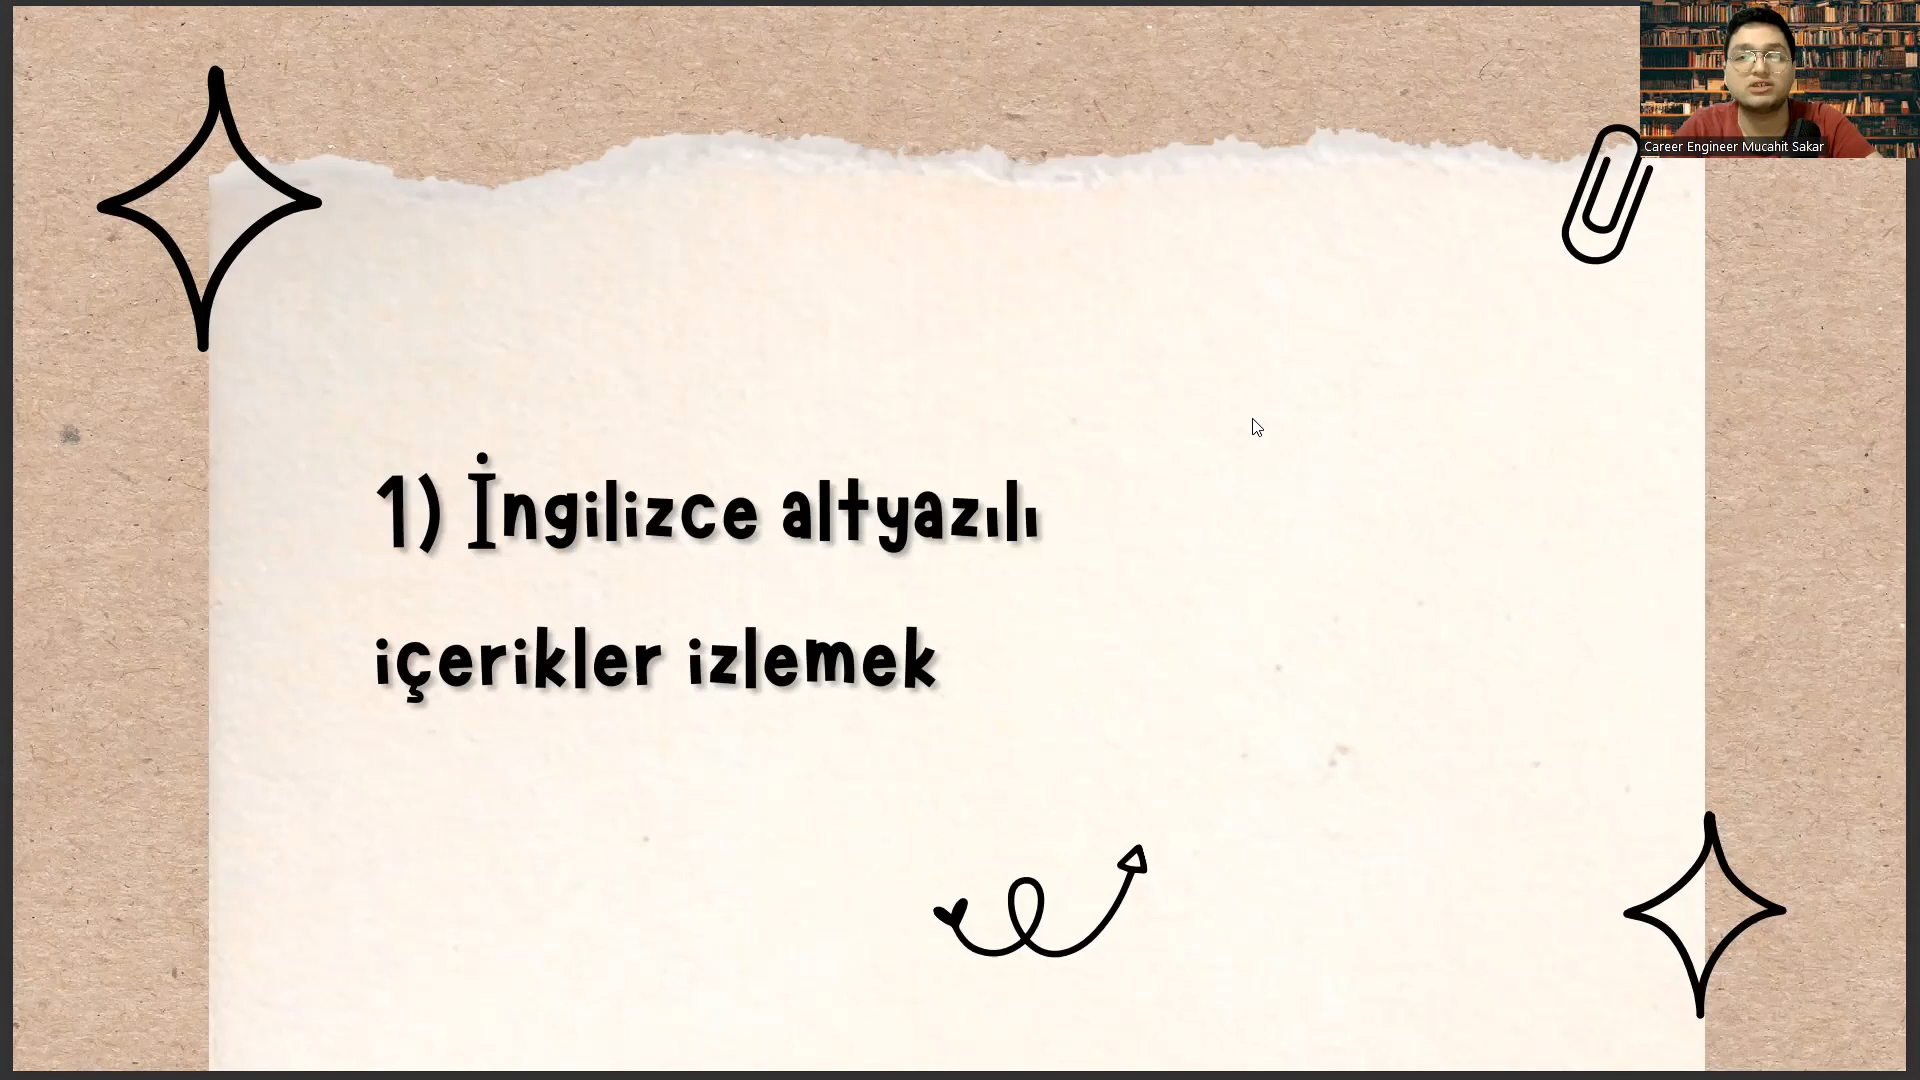 Career Engineer Mucahit Sakar
1) İngilizce altyazılı
içerikler izlemek